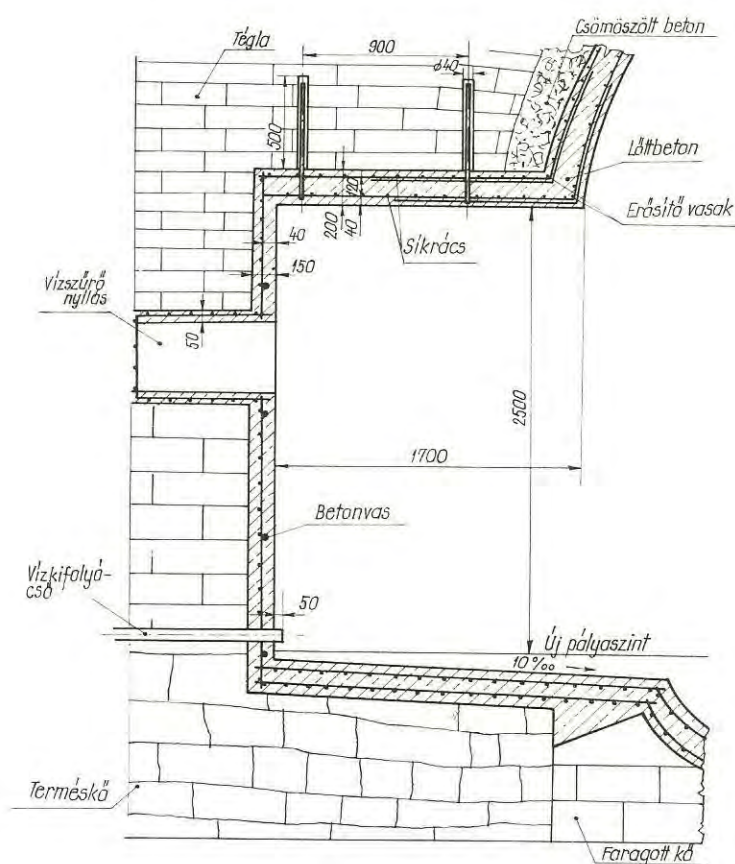 Csömöszölt beton
Tégla
900
ϕ40
500
Lőttbeton
120
200
40
Erősítő vasak
Síkrács
40
150
Vízszűrő
nyílás
50
2500
1700
Betonvas
Vízkifolyó-
cső
50
Új pályaszint
10 ‰
Terméskő
Faragott kő